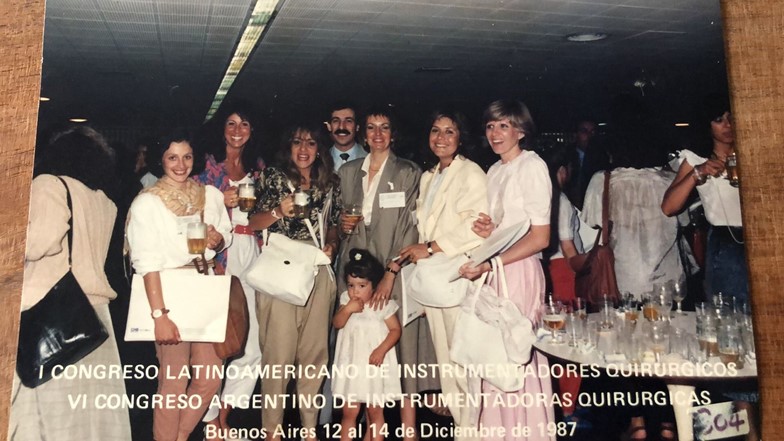 I CONGRESO LATINOAMERICANO DE INSTRUMENTADORES QUIRURGICOS
VI CONGRESO ARGENTINO DE INSTRUMENTADORAS QUIRURGICAS
Buenos Aires 12 al 14 de Diciembre de 1987
304